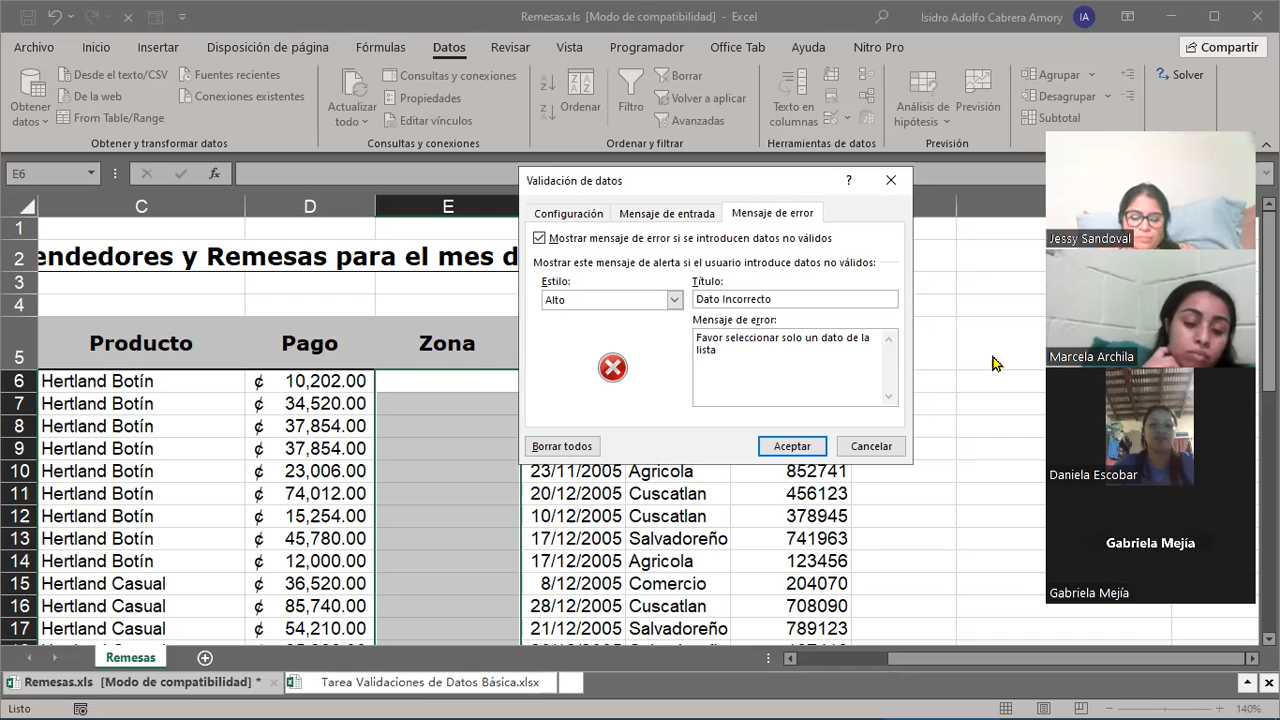 Remesas.xls [Modo de compatibilidad] - Excel
Isidro Adolfo Cabrera Amory
IA
Archivo Inicio Insertar Disposición de página Fórmulas Datos Revisar Vista Programador Office Tab Ayuda Nitro Pro
Compartir
Obtener datos
Desde el texto/CSV
De la web
From Table/Range
Fuentes recientes
Conexiones existentes
Obtener y transformar datos
Actualizar todo
Consultas y conexiones
Propiedades
Editar vínculos
Consultas y conexiones
Ordenar
Filtro
Borrar
Volver a aplicar
Avanzadas
Ordenar y filtrar
Texto en columnas
Herramientas de datos
Análisis de hipótesis
Previsión
Previsión
Agrupar
Desagrupar
Subtotal
Solver
E6
fx
C D E
1
2 endedores y Remesas para el mes d
3
4
5 Producto Pago Zona
6 Hertland Botín ¢ 10,202.00
7 Hertland Botín ¢ 34,520.00
8 Hertland Botín ¢ 37,854.00
9 Hertland Botín ¢ 37,854.00
10 Hertland Botín ¢ 23,006.00 23/11/2005 Agricola 852741
11 Hertland Botín ¢ 74,012.00 20/12/2005 Cuscatlan 456123
12 Hertland Botín ¢ 15,254.00 10/12/2005 Cuscatlan 378945
13 Hertland Botín ¢ 45,780.00 17/12/2005 Salvadoreño 741963
14 Hertland Botín ¢ 12,000.00 17/12/2005 Agricola 123456
15 Hertland Casual ¢ 36,520.00 8/12/2005 Comercio 204070
16 Hertland Casual ¢ 85,740.00 28/12/2005 Cuscatlan 708090
17 Hertland Casual ¢ 54,210.00 21/12/2005 Salvadoreño 789123
Validación de datos
?
Configuración Mensaje de entrada Mensaje de error
Mostrar mensaje de error si se introducen datos no válidos
Mostrar este mensaje de alerta si el usuario introduce datos no válidos:
Estilo:
Alto
Título:
Dato Incorrecto
Mensaje de error:
Favor seleccionar solo un dato de la
lista
Borrar todos Aceptar Cancelar
Jessy Sandoval
Marcela Archila
Daniela Escobar
Gabriela Mejía
Gabriela Mejía
Remesas
Remesas.xls [Modo de compatibilidad] *
Tarea Validaciones de Datos Básica.xlsx
Listo
140%